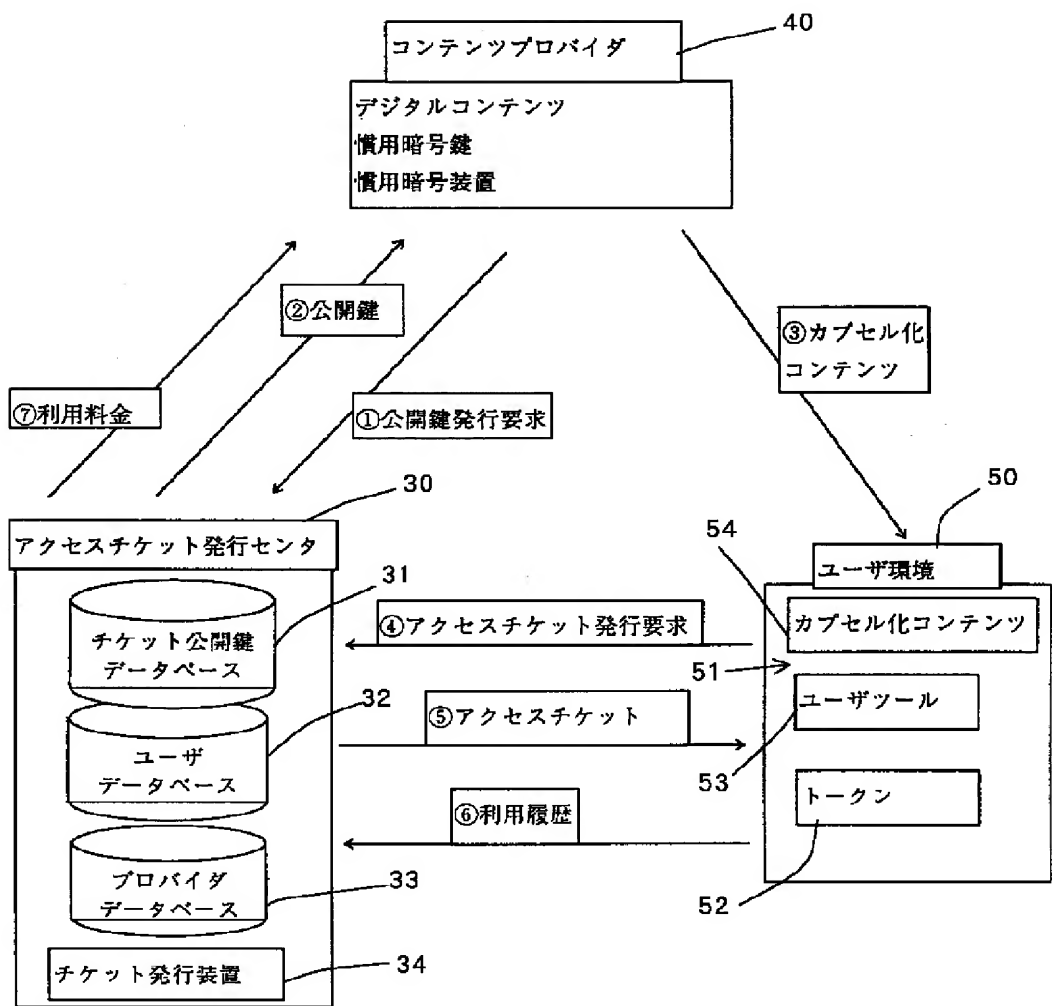 40
コンテンツプロバイダ
デジタルコンテンツ
慣用暗号鍵
慣用暗号装置
②公開鍵
③カプセル化
コンテンツ
⑦利用料金
①公開鍵発行要求
30
50
アクセスチケット発行センタ
54
ユーザ環境
31
チケット公開鍵
データベース
④アクセスチケット発行要求
カプセル化コンテンツ
51
32
ユーザ
データベース
⑤アクセスチケット
ユーザツール
53
⑥利用履歴
トークン
プロバイダ
データベース
33
52
チケット発行装置
34